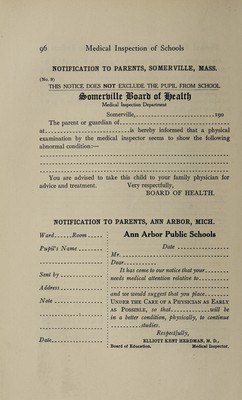 96 Medical Inspection of Schools
NOTIFICATION TO PARENTS, SOMERVILLE, MASS.
(No. 9)
THIS NOTICE DOES NOT EXCLUDE THE PUPIL FROM SCHOOL
Somerville Board of Health
Medical Inspection Department
Somerville,..........................190
The parent or guardian of..........................
at..........................is hereby informed that a physical
examination by the medical inspector seems to show the following
abnormal condition:—
You are advised to take this child to your family physician for
advice and treatment. Very respectfully,
BOARD OF HEALTH.
NOTIFICATION TO PARENTS, ANN ARBOR, MICH.
Ward......Room.....
Pupil's Name ........
Sent by .............
Address .............
Note ...............
Date...............
Ann Arbor Public Schools
Date ..................
Mr. ..........................
Dear..........
It has come to our notice that your........
needs medical attention relative to..........
and we would suggest that you place........
UNDER THE CARE OF A PHYSICIAN AS EARLY
AS POSSIBLE, so that............will be
in a better condition, physically, to continue
.........studies.
Respectfully,
ELLIOTT KENT HERDMAN, M. D.,
Board of Education. Medical Inspector.